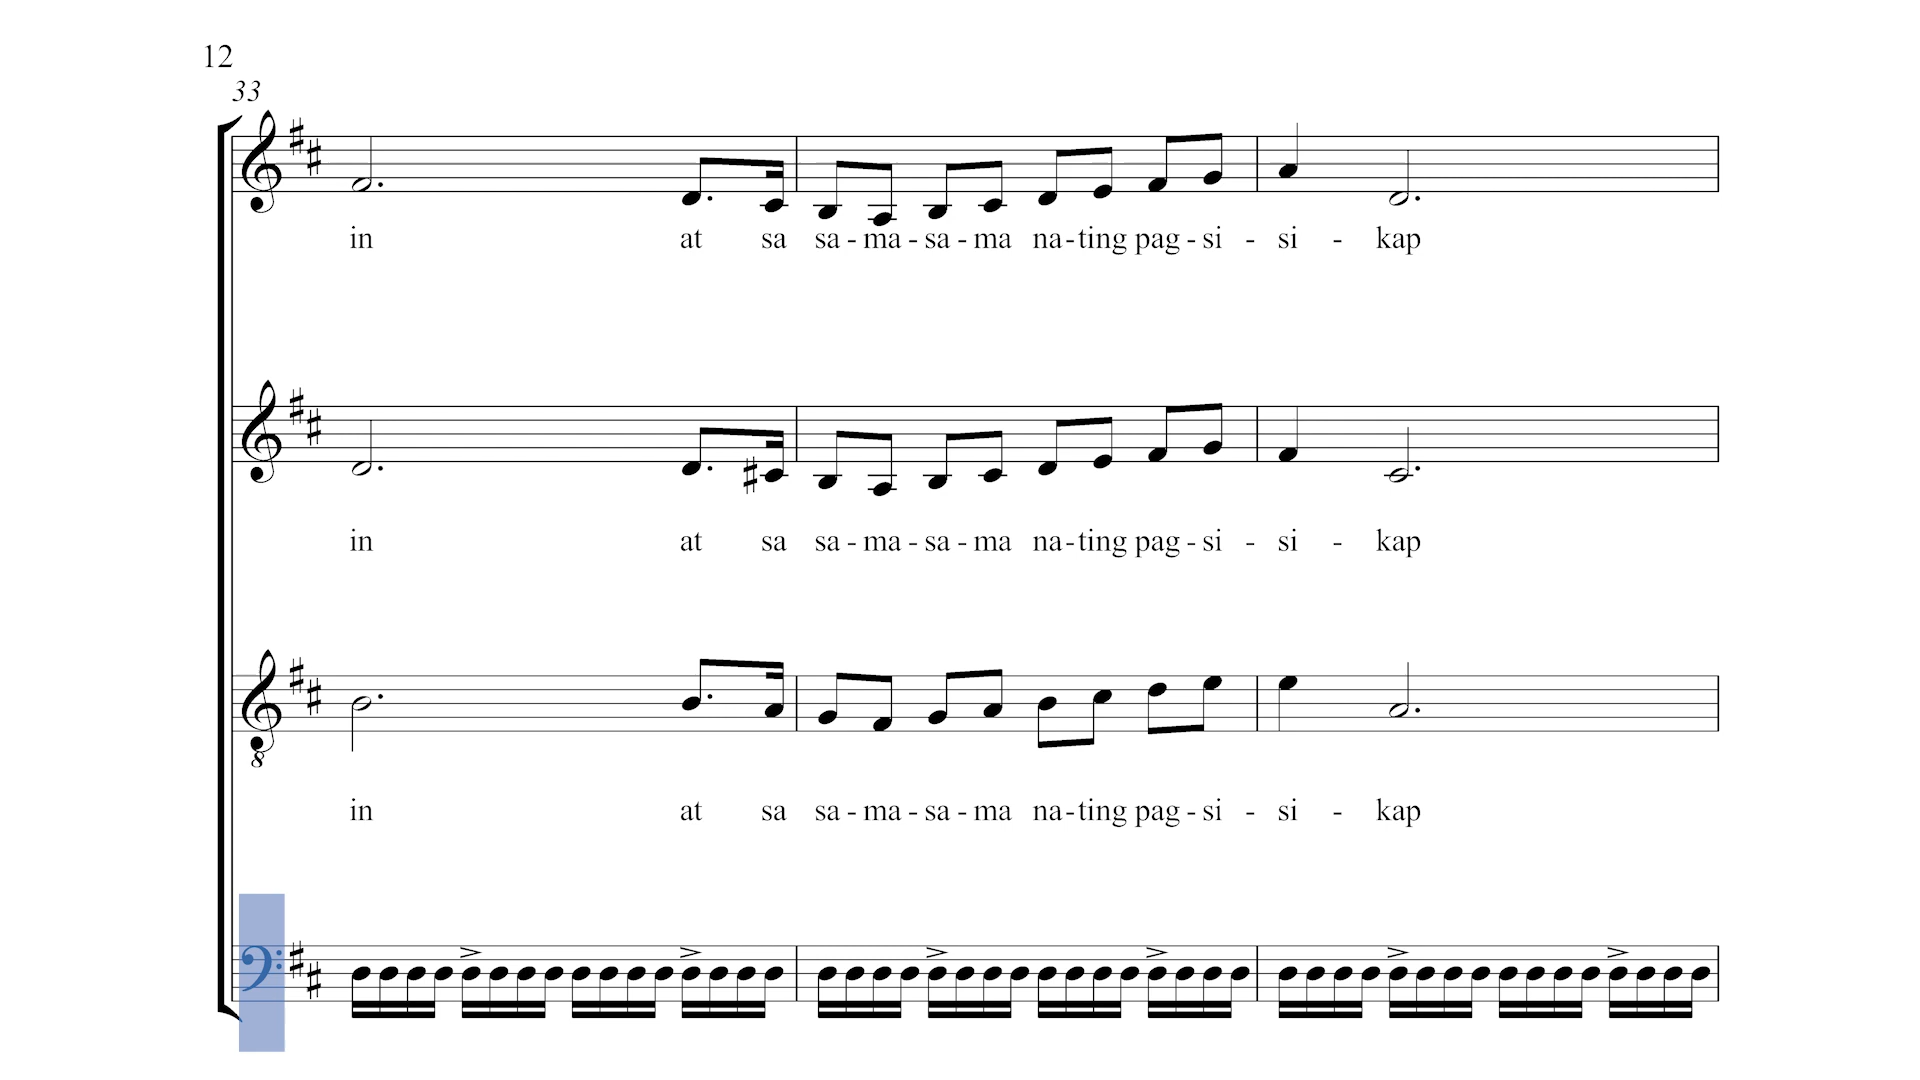 12
33
in at sa sa - ma - sa - ma na - ting pag - si - si - kap
in at sa sa - ma - sa - ma na - ting pag - si - si - kap
8
in at sa sa - ma - sa - ma na - ting pag - si - si - kap